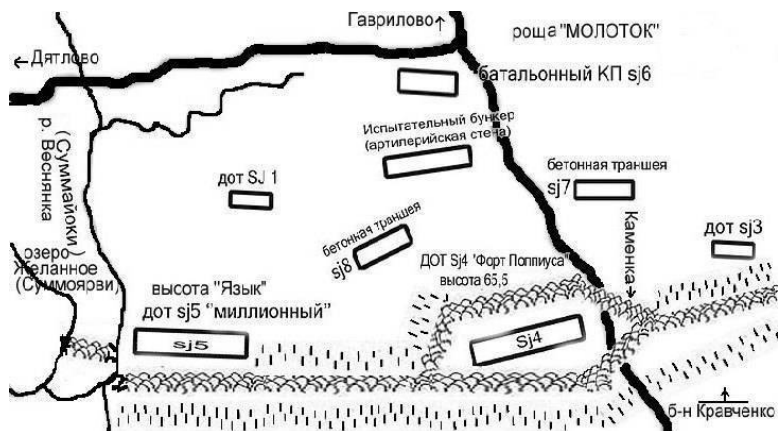 Гаврилово
роща "МОЛОТОК"
Дятлово
батальонный КП sj6
Испытательный бункер
(артилерийская стена)
бетонная траншея
sj7
дот SJ 1
дот sj3
Каменка
бетонная траншея
sj8
р. Веснянка
(Суммайоки)
озеро
Желанное
(Суммоярви)
ДОТ Sj4 "Форт Поппиуса"
высота 65,5
высота "Язык"
дот sj5 "миллионный"
sj5
Sj4
б-н Кравченко